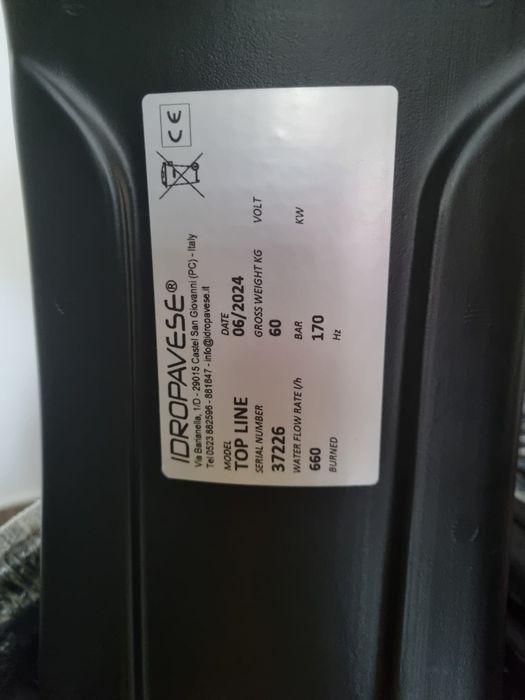 IDROPAVESE®
CE
Via Bananella, 1/D - 29015 Castel San Giovanni (PC) - Italy
Tel 0523 882596 - 881847 - info@idropavese.it
MODEL DATE
TOP LINE 06/2024
SERIAL NUMBER GROSS WEIGHT KG VOLT
37226 60
WATER FLOW RATE l/h BAR KW
660 170
BURNED Hz